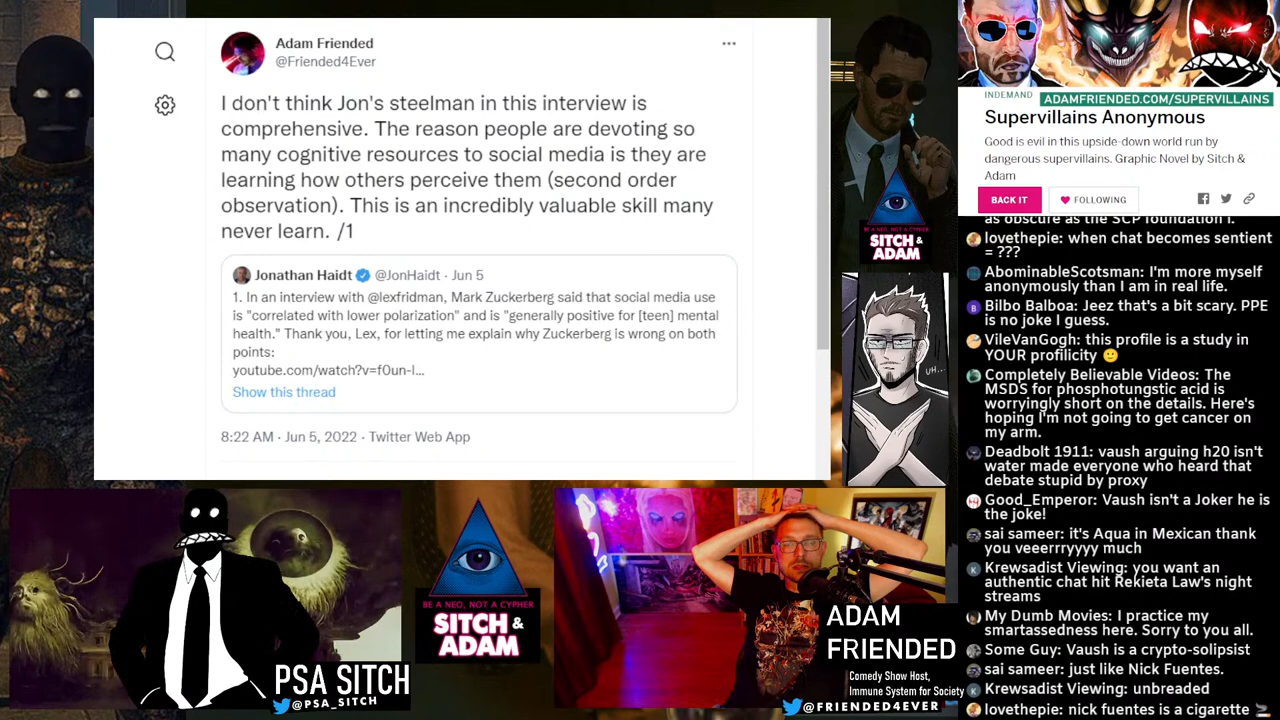 Adam Friended
@Friended4Ever
I don't think Jon's steelman in this interview is
comprehensive. The reason people are devoting so
many cognitive resources to social media is they are
learning how others perceive them (second order
observation). This is an incredibly valuable skill many
never learn. /1
Jonathan Haidt @JonHaidt · Jun 5
1. In an interview with @lexfridman, Mark Zuckerberg said that social media use
is "correlated with lower polarization" and is "generally positive for [teen] mental
health." Thank you, Lex, for letting me explain why Zuckerberg is wrong on both
points:
youtube.com/watch?v=f0un-l...
Show this thread
8:22 AM · Jun 5, 2022 · Twitter Web App
BE A NEO, NOT A CYPHER
SITCH &
ADAM
UH...
INDEMAND
ADAMFRIENDED.COM/SUPERVILLAINS
Supervillains Anonymous
Good is evil in this upside-down world run by
dangerous supervillains. Graphic Novel by Sitch &
Adam
BACK IT
FOLLOWING
as obscure as the SCP foundation I.
lovethepie: when chat becomes sentient
= ???
AbominableScotsman: I'm more myself
anonymously than I am in real life.
Bilbo Balboa: Jeez that's a bit scary. PPE
is no joke I guess.
VileVanGogh: this profile is a study in
YOUR profilicity 🙂
Completely Believable Videos: The
MSDS for phosphotungstic acid is
worryingly short on the details. Here's
hoping I'm not going to get cancer on
my arm.
Deadbolt 1911: vaush arguing h20 isn't
water made everyone who heard that
debate stupid by proxy
Good_Emperor: Vaush isn't a Joker he is
the joke!
sai sameer: it's Aqua in Mexican thank
you veeerrryyyy much
Krewsadist Viewing: you want an
authentic chat hit Rekieta Law's night
streams
My Dumb Movies: I practice my
smartassedness here. Sorry to you all.
Some Guy: Vaush is a crypto-solipsist
sai sameer: just like Nick Fuentes.
Krewsadist Viewing: unbreaded
lovethepie: nick fuentes is a cigarette
PSA SITCH
@PSA_SITCH
BE A NEO, NOT A CYPHER
SITCH &
ADAM
ADAM
FRIENDED
Comedy Show Host,
Immune System for Society
@FRIENDED4EVER